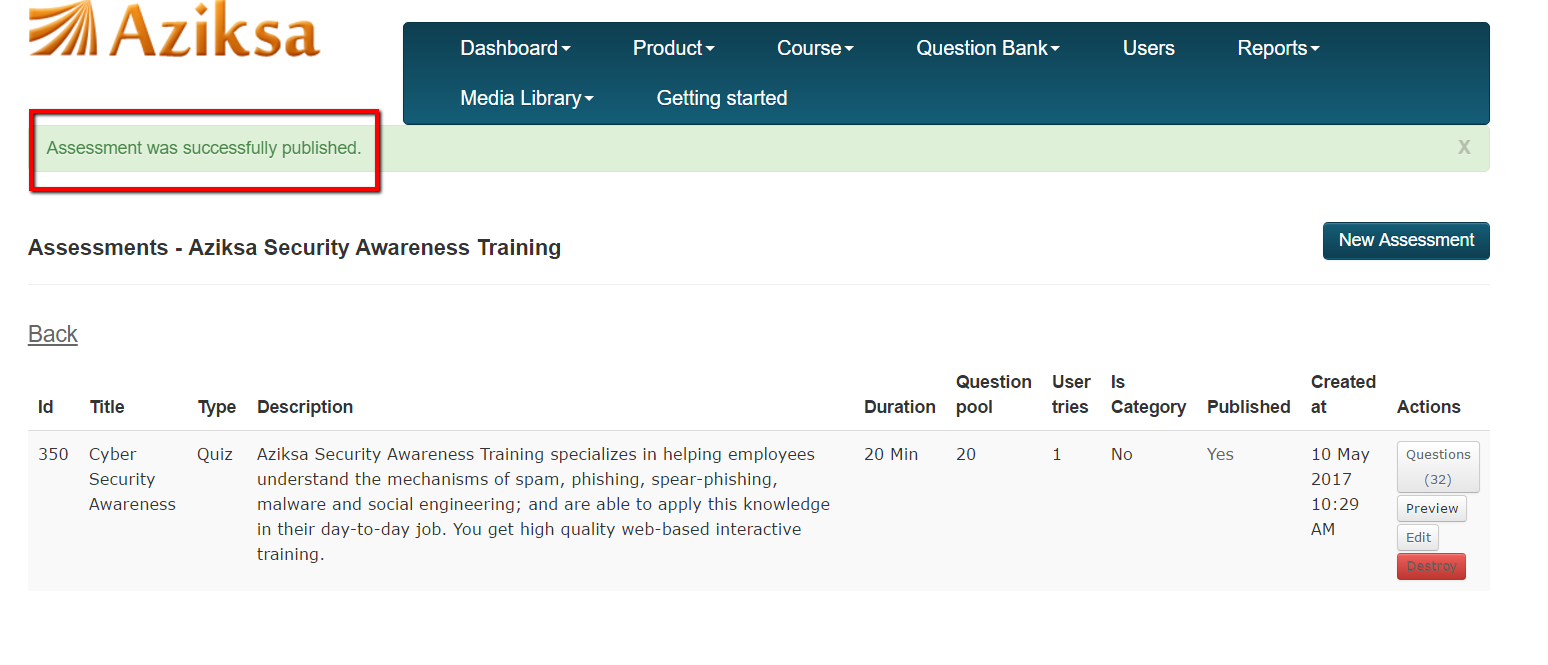 Aziksa
Dashboard Product Course Question Bank Users Reports
Media Library Getting started
Assessment was successfully published. X
Assessments - Aziksa Security Awareness Training New Assessment
Back
Question User Is Created
Id Title Type Description Duration pool tries Category Published at Actions
350 Cyber Quiz Aziksa Security Awareness Training specializes in helping employees 20 Min 20 1 No Yes 10 May Questions
Security understand the mechanisms of spam, phishing, spear-phishing, 2017 (32)
Awareness malware and social engineering; and are able to apply this knowledge 10:29 Preview
in their day-to-day job. You get high quality web-based interactive AM Edit
training. Destroy